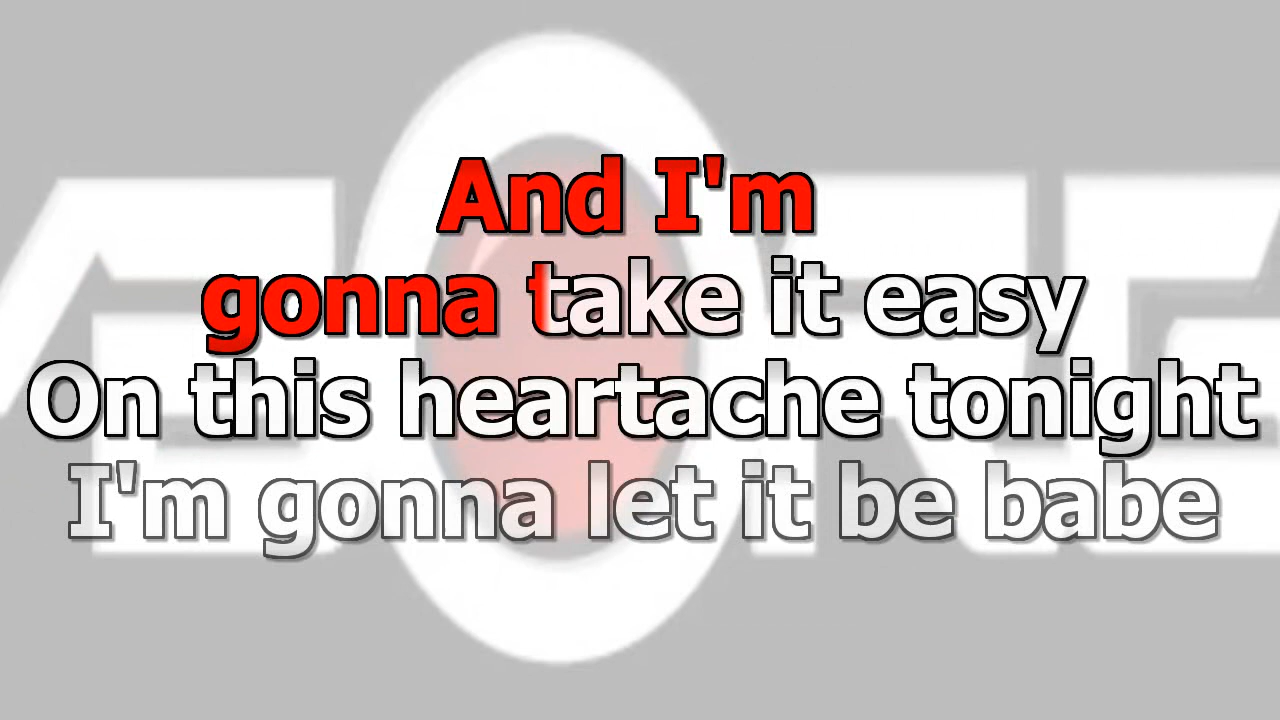 And I'm
gonna take it easy
On this heartache tonight
I'm gonna let it be babe